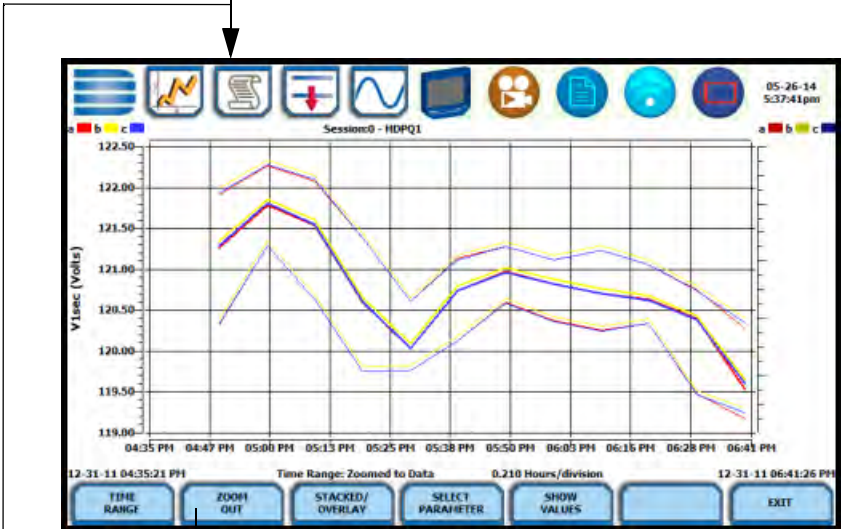 05-26-14
5:37:41pm
a b c
Session:0 - HDPQ1
a b c
V1sec (Volts)
122.50
122.00
121.50
121.00
120.50
120.00
119.50
119.00
04:35 PM 04:47 PM 05:00 PM 05:13 PM 05:25 PM 05:38 PM 05:50 PM 06:03 PM 06:16 PM 06:28 PM 06:41 PM
12-31-11 04:35:21 PM Time Range: Zoomed to Data 0.210 Hours/division 12-31-11 06:41:26 PM
TIME RANGE
ZOOM OUT
STACKED/ OVERLAY
SELECT PARAMETER
SHOW VALUES
EXIT